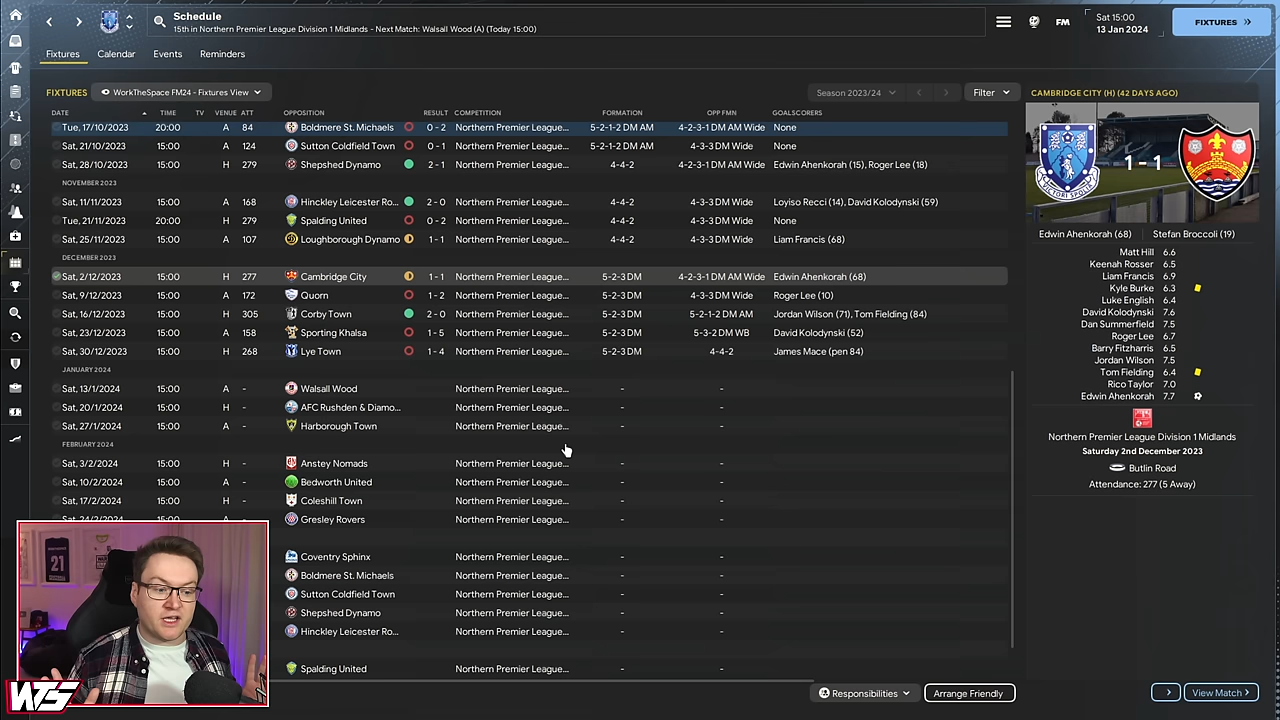 Schedule
15th in Northern Premier League Division 1 Midlands - Next Match: Walsall Wood (A) (Today 15:00)
FM
Sat 15:00
13 Jan 2024
FIXTURES
Fixtures Calendar Events Reminders
FIXTURES WorkTheSpace FM24 - Fixtures View Season 2023/24 Filter
DATE TIME TV VENUE ATT OPPOSITION RESULT COMPETITION FORMATION OPP FMN GOALSCORERS
Tue, 17/10/2023 20:00 A 84 Boldmere St. Michaels 0 - 2 Northern Premier League... 5-2-1-2 DM AM 4-2-3-1 DM AM Wide None
Sat, 21/10/2023 15:00 A 124 Sutton Coldfield Town 0 - 1 Northern Premier League... 5-2-1-2 DM AM 4-3-3 DM Wide None
Sat, 28/10/2023 15:00 H 279 Shepshed Dynamo 2 - 1 Northern Premier League... 4-4-2 4-2-3-1 AM Wide Edwin Ahenkorah (15), Roger Lee (18)
NOVEMBER 2023
Sat, 11/11/2023 15:00 A 168 Hinckley Leicester Ro... 2 - 0 Northern Premier League... 4-4-2 4-3-3 DM Wide Loyiso Recci (14), David Kolodynski (59)
Tue, 21/11/2023 20:00 H 279 Spalding United 0 - 2 Northern Premier League... 4-4-2 4-3-3 DM Wide None
Sat, 25/11/2023 15:00 A 107 Loughborough Dynamo 1 - 1 Northern Premier League... 4-4-2 4-3-3 DM Wide Liam Francis (68)
DECEMBER 2023
Sat, 2/12/2023 15:00 H 277 Cambridge City 1 - 1 Northern Premier League... 5-2-3 DM 4-2-3-1 DM AM Wide Edwin Ahenkorah (68)
Sat, 9/12/2023 15:00 A 172 Quorn 1 - 2 Northern Premier League... 5-2-3 DM 4-3-3 DM Wide Roger Lee (10)
Sat, 16/12/2023 15:00 H 305 Corby Town 2 - 0 Northern Premier League... 5-2-3 DM 5-2-1-2 DM AM Jordan Wilson (71), Tom Fielding (84)
Sat, 23/12/2023 15:00 A 158 Sporting Khalsa 1 - 5 Northern Premier League... 5-2-3 DM 5-3-2 DM WB David Kolodynski (52)
Sat, 30/12/2023 15:00 H 268 Lye Town 1 - 4 Northern Premier League... 5-2-3 DM 4-4-2 James Mace (pen 84)
JANUARY 2024
Sat, 13/1/2024 15:00 A - Walsall Wood Northern Premier League... - -
Sat, 20/1/2024 15:00 H - AFC Rushden & Diamo... Northern Premier League... - -
Sat, 27/1/2024 15:00 A - Harborough Town Northern Premier League... - -
FEBRUARY 2024
Sat, 3/2/2024 15:00 H - Anstey Nomads Northern Premier League... - -
Sat, 10/2/2024 15:00 A - Bedworth United Northern Premier League... - -
Sat, 17/2/2024 15:00 H - Coleshill Town Northern Premier League... - -
Sat, 24/2/2024 15:00 A - Gresley Rovers Northern Premier League... - -
Coventry Sphinx Northern Premier League... - -
Boldmere St. Michaels Northern Premier League... - -
Sutton Coldfield Town Northern Premier League... - -
Shepshed Dynamo Northern Premier League... - -
Hinckley Leicester Ro... Northern Premier League... - -
Spalding United Northern Premier League... - -
Responsibilities Arrange Friendly
CAMBRIDGE CITY (H) (42 DAYS AGO)
1 - 1
Edwin Ahenkorah (68) Stefan Broccoli (19)
Matt Hill 6.6
Keenah Rosser 6.5
Liam Francis 6.9
Kyle Burke 6.3
Luke English 6.4
David Kolodynski 7.6
Dan Summerfield 7.5
Roger Lee 6.7
Barry Fitzharris 6.5
Jordan Wilson 7.5
Tom Fielding 6.4
Rico Taylor 7.0
Edwin Ahenkorah 7.7
Northern Premier League Division 1 Midlands
Saturday 2nd December 2023
Butlin Road
Attendance: 277 (5 Away)
View Match
21
WTS